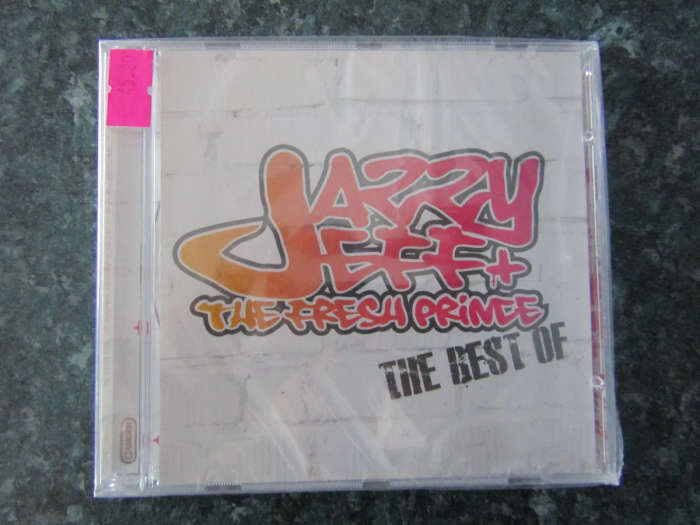 JAZZY
JEFF +
THE FRESH PRINCE
THE BEST OF